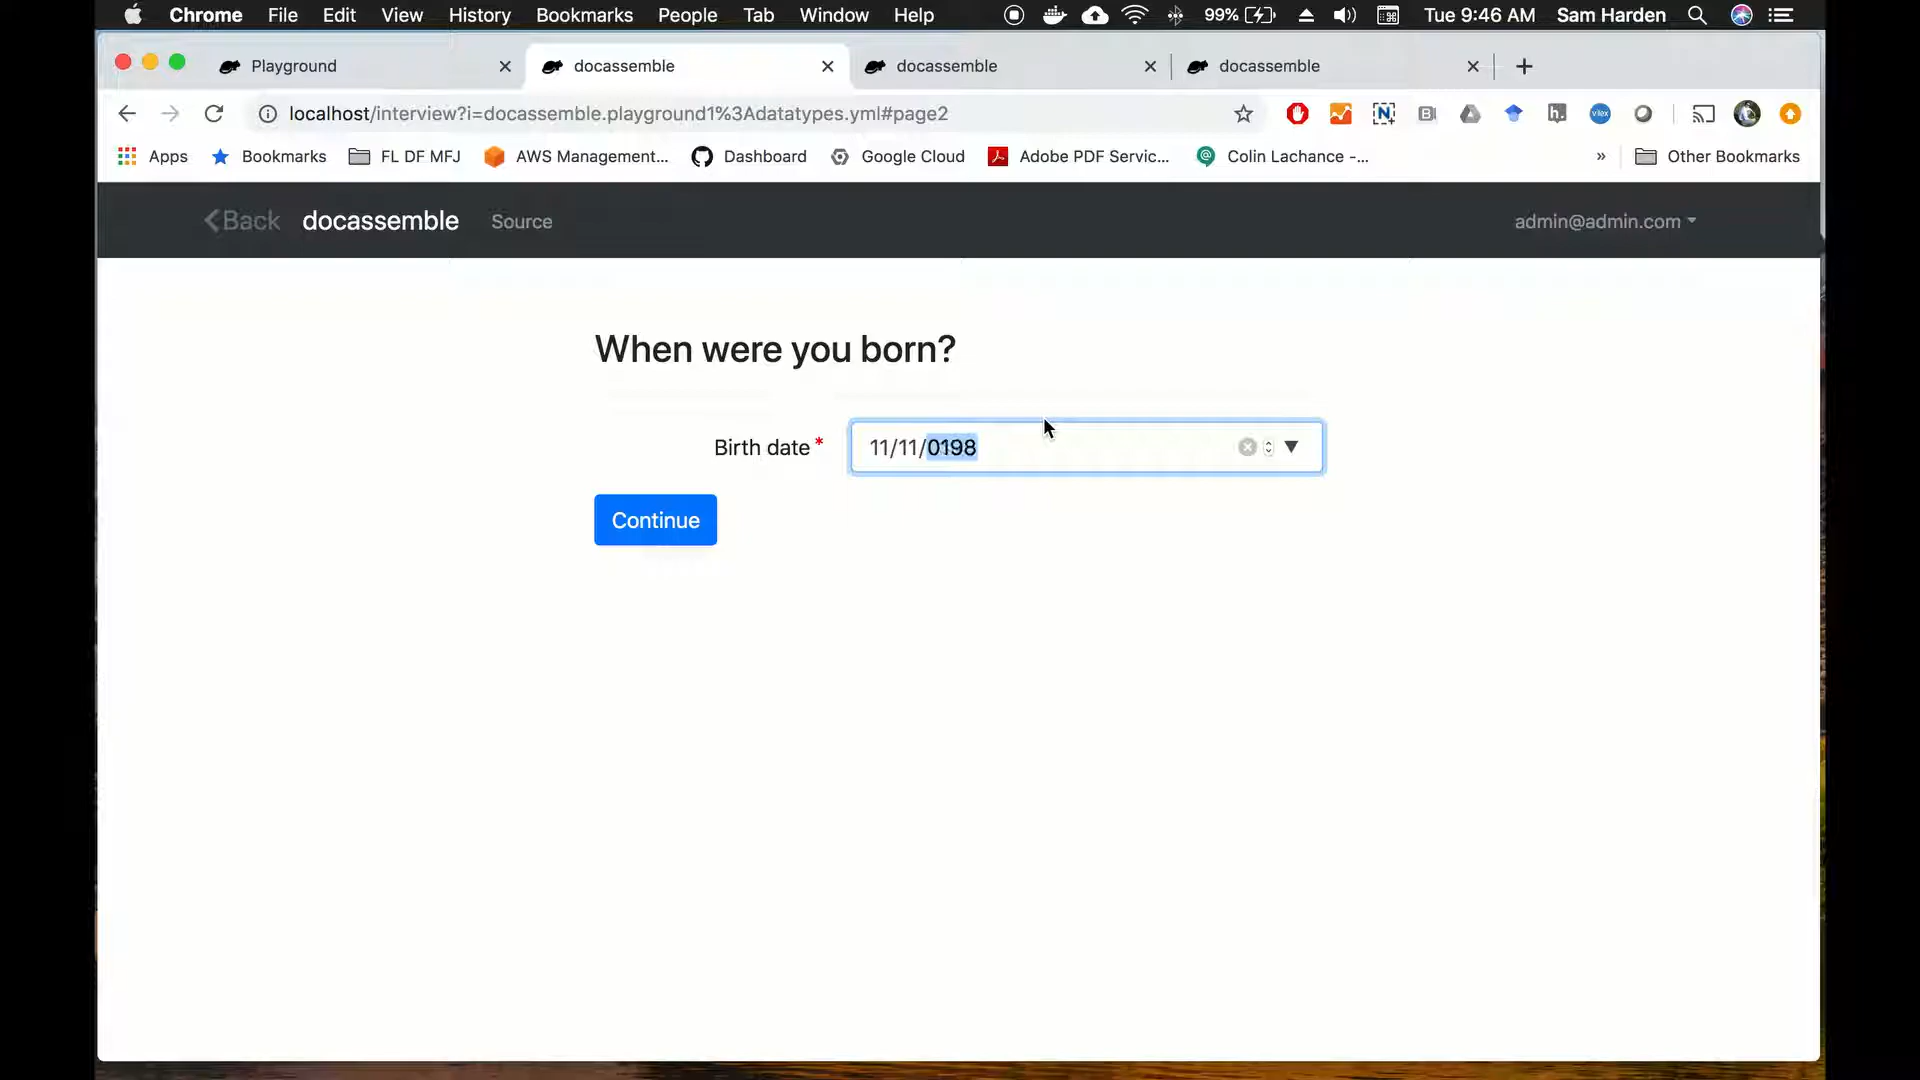 Chrome File Edit View History Bookmarks People Tab Window Help 99% Tue 9:46 AM Sam Harden
Playground docassemble docassemble docassemble
localhost/interview?i=docassemble.playground1%3Adatatypes.yml#page2
Apps Bookmarks FL DF MFJ AWS Management... Dashboard Google Cloud Adobe PDF Servic... Colin Lachance -... » Other Bookmarks
Back docassemble Source admin@admin.com
When were you born?
Birth date * 11/11/0198
Continue